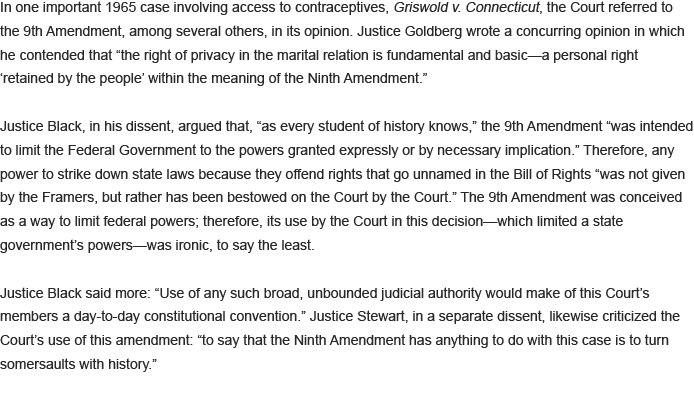 In one important 1965 case involving access to contraceptives, Griswold v. Connecticut, the Court referred to
the 9th Amendment, among several others, in its opinion. Justice Goldberg wrote a concurring opinion in which
he contended that “the right of privacy in the marital relation is fundamental and basic—a personal right
‘retained by the people’ within the meaning of the Ninth Amendment.”
Justice Black, in his dissent, argued that, “as every student of history knows,” the 9th Amendment “was intended
to limit the Federal Government to the powers granted expressly or by necessary implication.” Therefore, any
power to strike down state laws because they offend rights that go unnamed in the Bill of Rights “was not given
by the Framers, but rather has been bestowed on the Court by the Court.” The 9th Amendment was conceived
as a way to limit federal powers; therefore, its use by the Court in this decision—which limited a state
government’s powers—was ironic, to say the least.
Justice Black said more: “Use of any such broad, unbounded judicial authority would make of this Court’s
members a day-to-day constitutional convention.” Justice Stewart, in a separate dissent, likewise criticized the
Court’s use of this amendment: “to say that the Ninth Amendment has anything to do with this case is to turn
somersaults with history.”